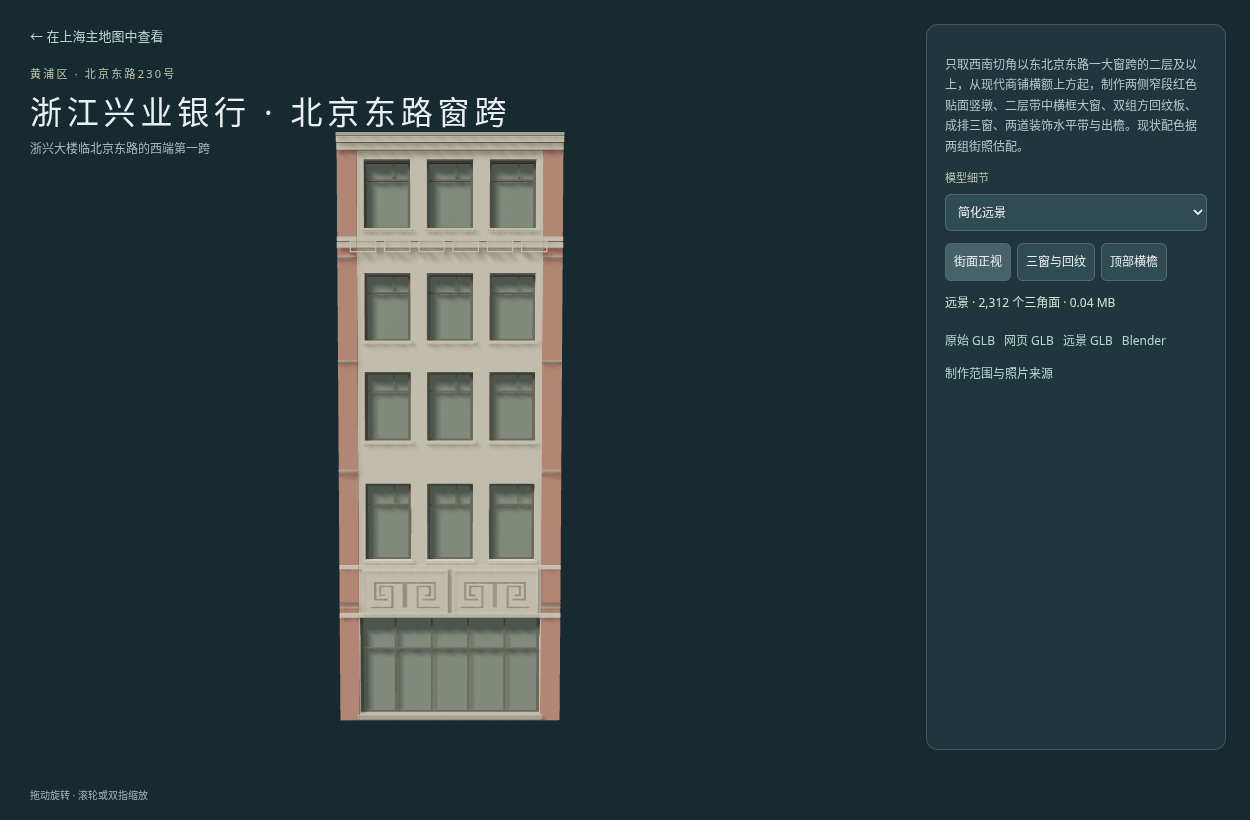 ← 在上海主地图中查看
黄浦区 · 北京东路230号
浙江兴业银行 · 北京东路窗跨
浙兴大楼临北京东路的西端第一跨
只取西南切角以东北京东路一大窗跨的二层及以
上，从现代商铺横额上方起，制作两侧窄段红色
贴面竖墩、二层带中横框大窗、双组方回纹板、
成排三窗、两道装饰水平带与出檐。现状配色据
两组街照估配。
模型细节
简化远景
街面正视 三窗与回纹 顶部横檐
远景 · 2,312 个三角面 · 0.04 MB
原始 GLB 网页 GLB 远景 GLB Blender
制作范围与照片来源
拖动旋转 · 滚轮或双指缩放